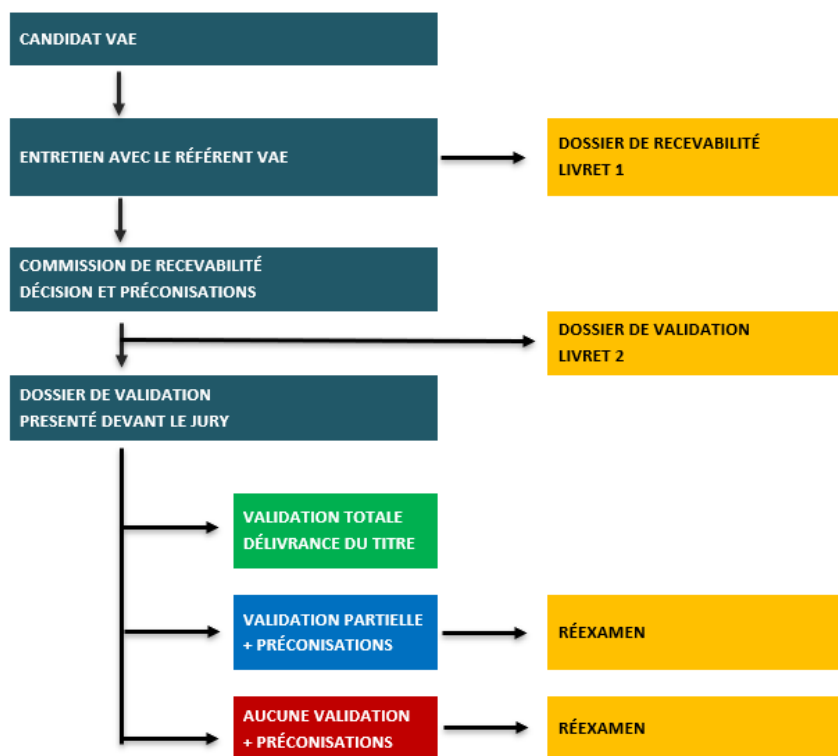 CANDIDAT VAE
ENTRETIEN AVEC LE RÉFÉRENT VAE
DOSSIER DE RECEVABILITÉ
LIVRET 1
COMMISSION DE RECEVABILITÉ
DÉCISION ET PRÉCONISATIONS
DOSSIER DE VALIDATION
LIVRET 2
DOSSIER DE VALIDATION
PRESENTÉ DEVANT LE JURY
VALIDATION TOTALE
DÉLIVRANCE DU TITRE
VALIDATION PARTIELLE
+ PRÉCONISATIONS
RÉEXAMEN
AUCUNE VALIDATION
+ PRÉCONISATIONS
RÉEXAMEN